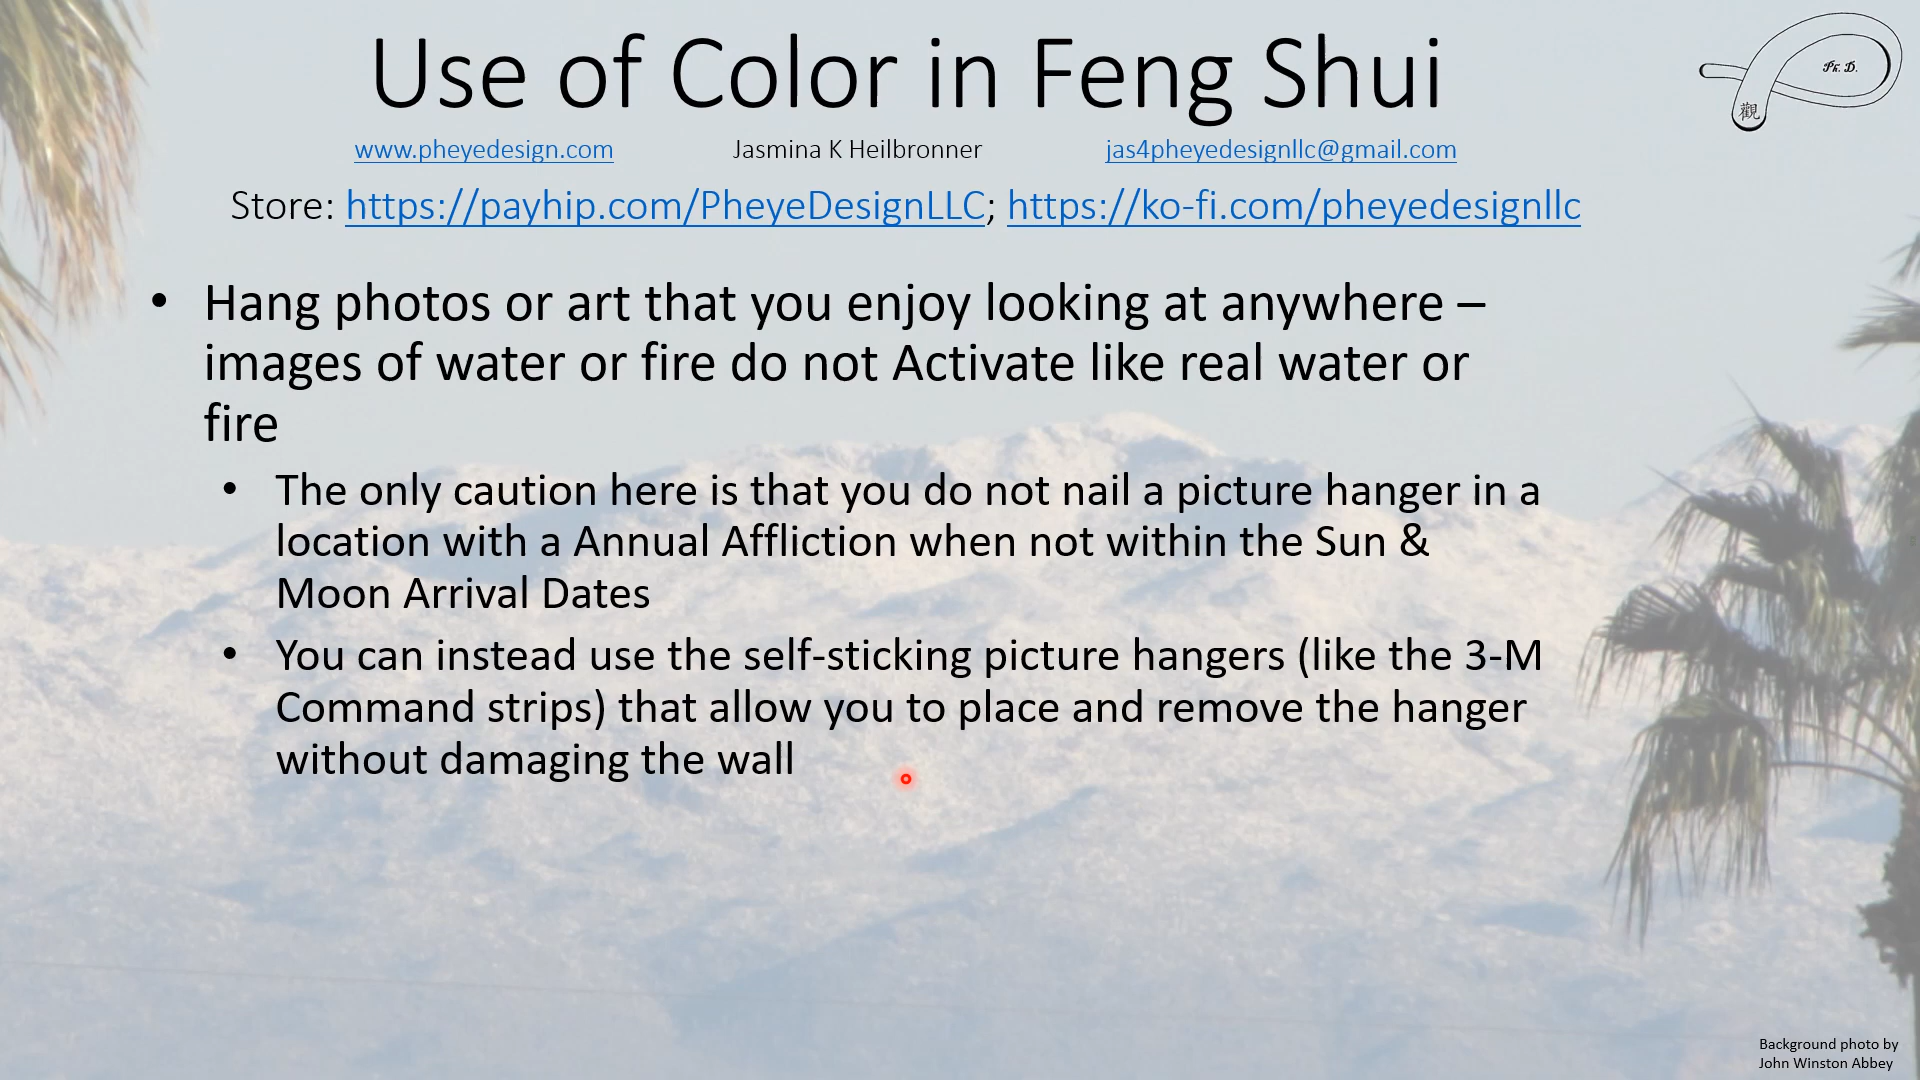 Use of Color in Feng Shui
Ph. D.
觀
www.pheyedesign.com Jasmina K Heilbronner jas4pheyedesignllc@gmail.com
Store: https://payhip.com/PheyeDesignLLC; https://ko-fi.com/pheyedesignllc
• Hang photos or art that you enjoy looking at anywhere –
images of water or fire do not Activate like real water or
fire
• The only caution here is that you do not nail a picture hanger in a
location with a Annual Affliction when not within the Sun &
Moon Arrival Dates
• You can instead use the self-sticking picture hangers (like the 3-M
Command strips) that allow you to place and remove the hanger
without damaging the wall
Background photo by
John Winston Abbey